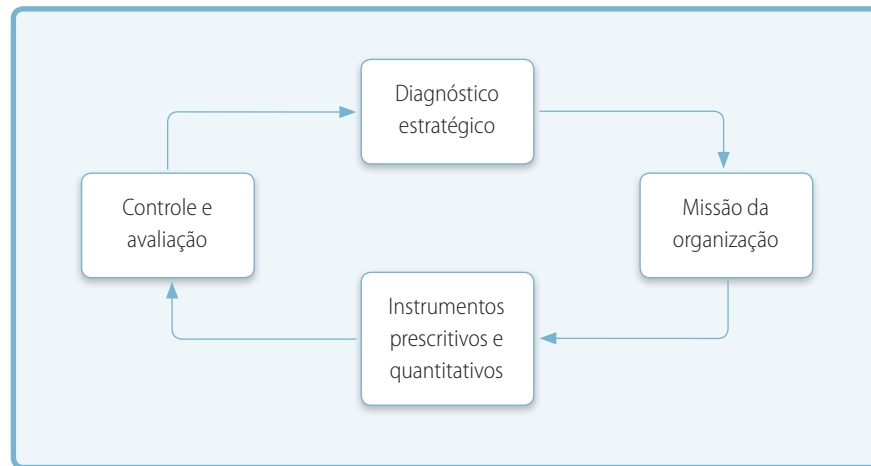 Diagnóstico
estratégico
Missão da
organização
Instrumentos
prescritivos e
quantitativos
Controle e
avaliação